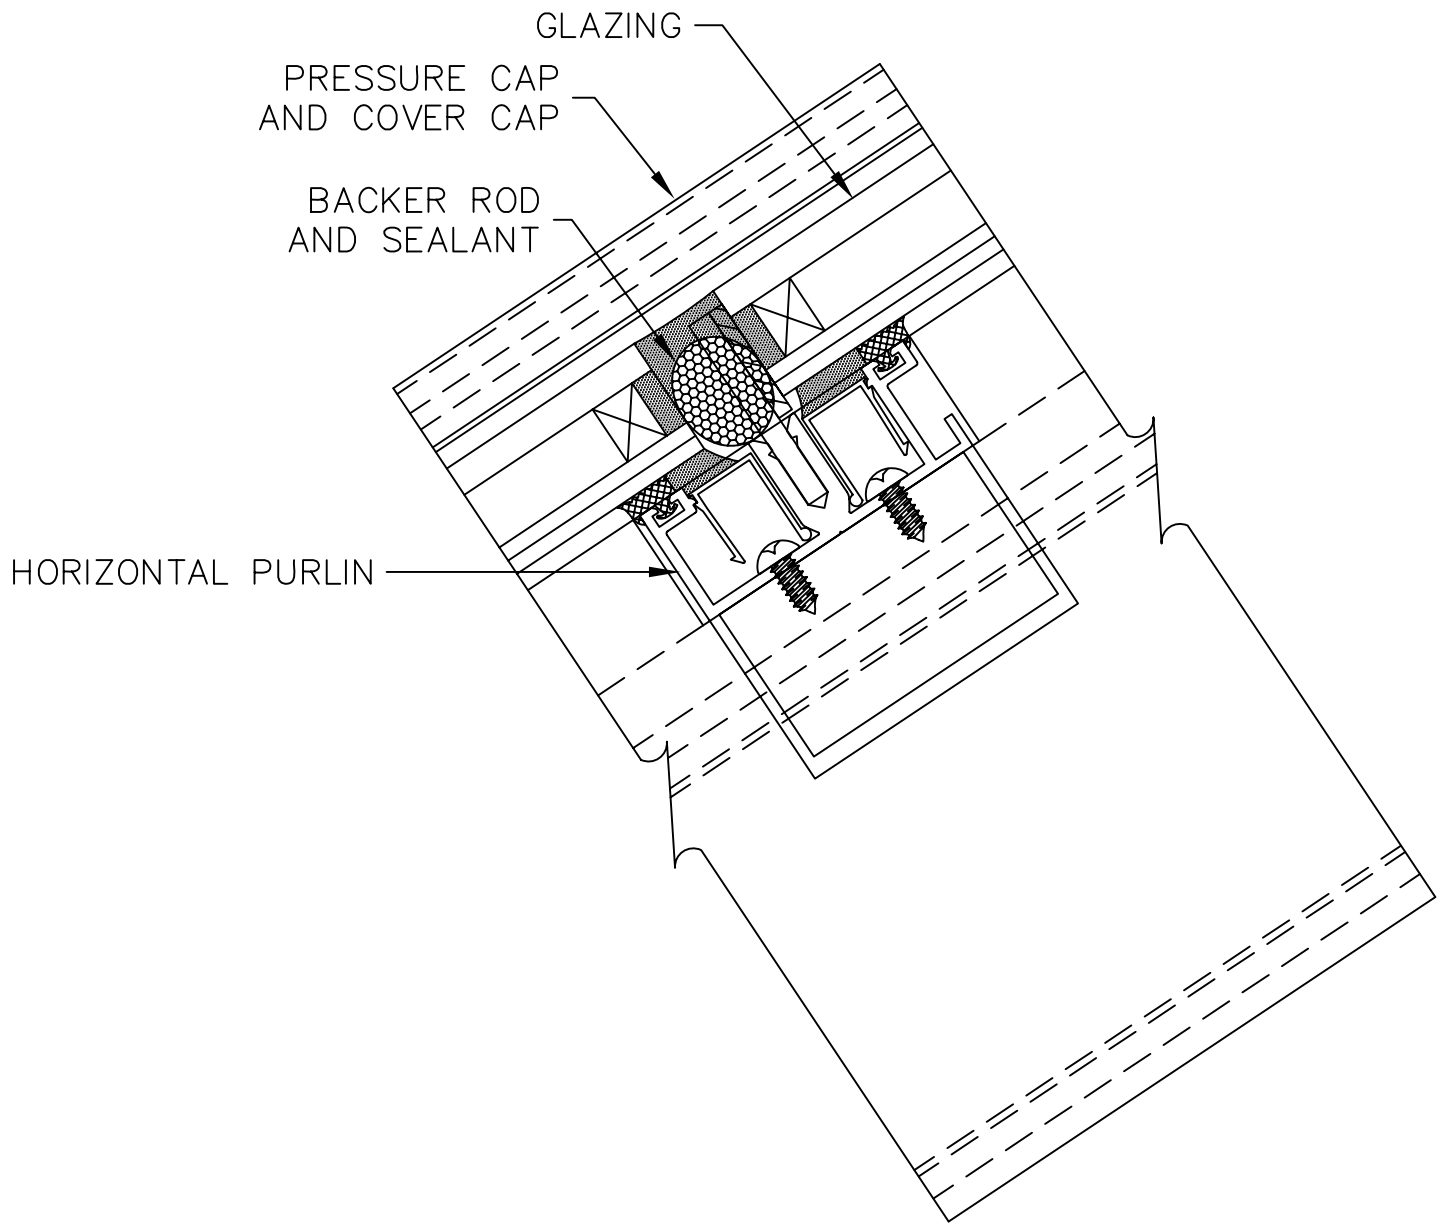 GLAZING
PRESSURE CAP
AND COVER CAP
BACKER ROD
AND SEALANT
HORIZONTAL PURLIN